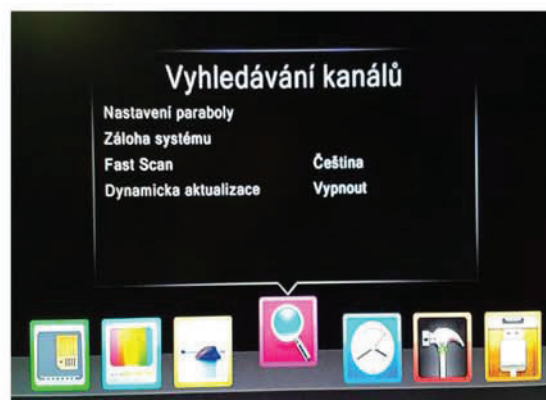 Vyhledávání kanálů
Nastavení paraboly
Záloha systému
Fast Scan Čeština
Dynamicka aktualizace Vypnout